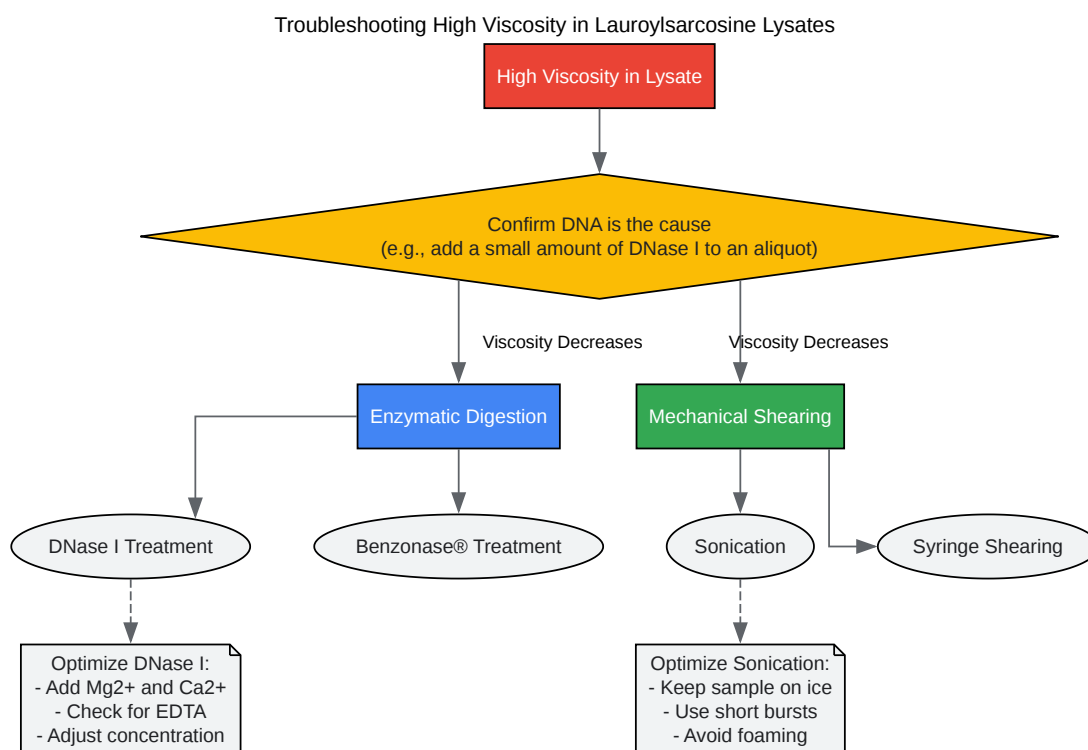 Troubleshooting High Viscosity in Lauroylsarcosine Lysates
High Viscosity in Lysate
Confirm DNA is the cause
(e.g., add a small amount of DNase I to an aliquot)
Viscosity Decreases
Viscosity Decreases
Enzymatic Digestion
Mechanical Shearing
DNase I Treatment
Benzonase® Treatment
Sonication
Syringe Shearing
Optimize DNase I:
- Add Mg2+ and Ca2+
- Check for EDTA
- Adjust concentration
Optimize Sonication:
- Keep sample on ice
- Use short bursts
- Avoid foaming